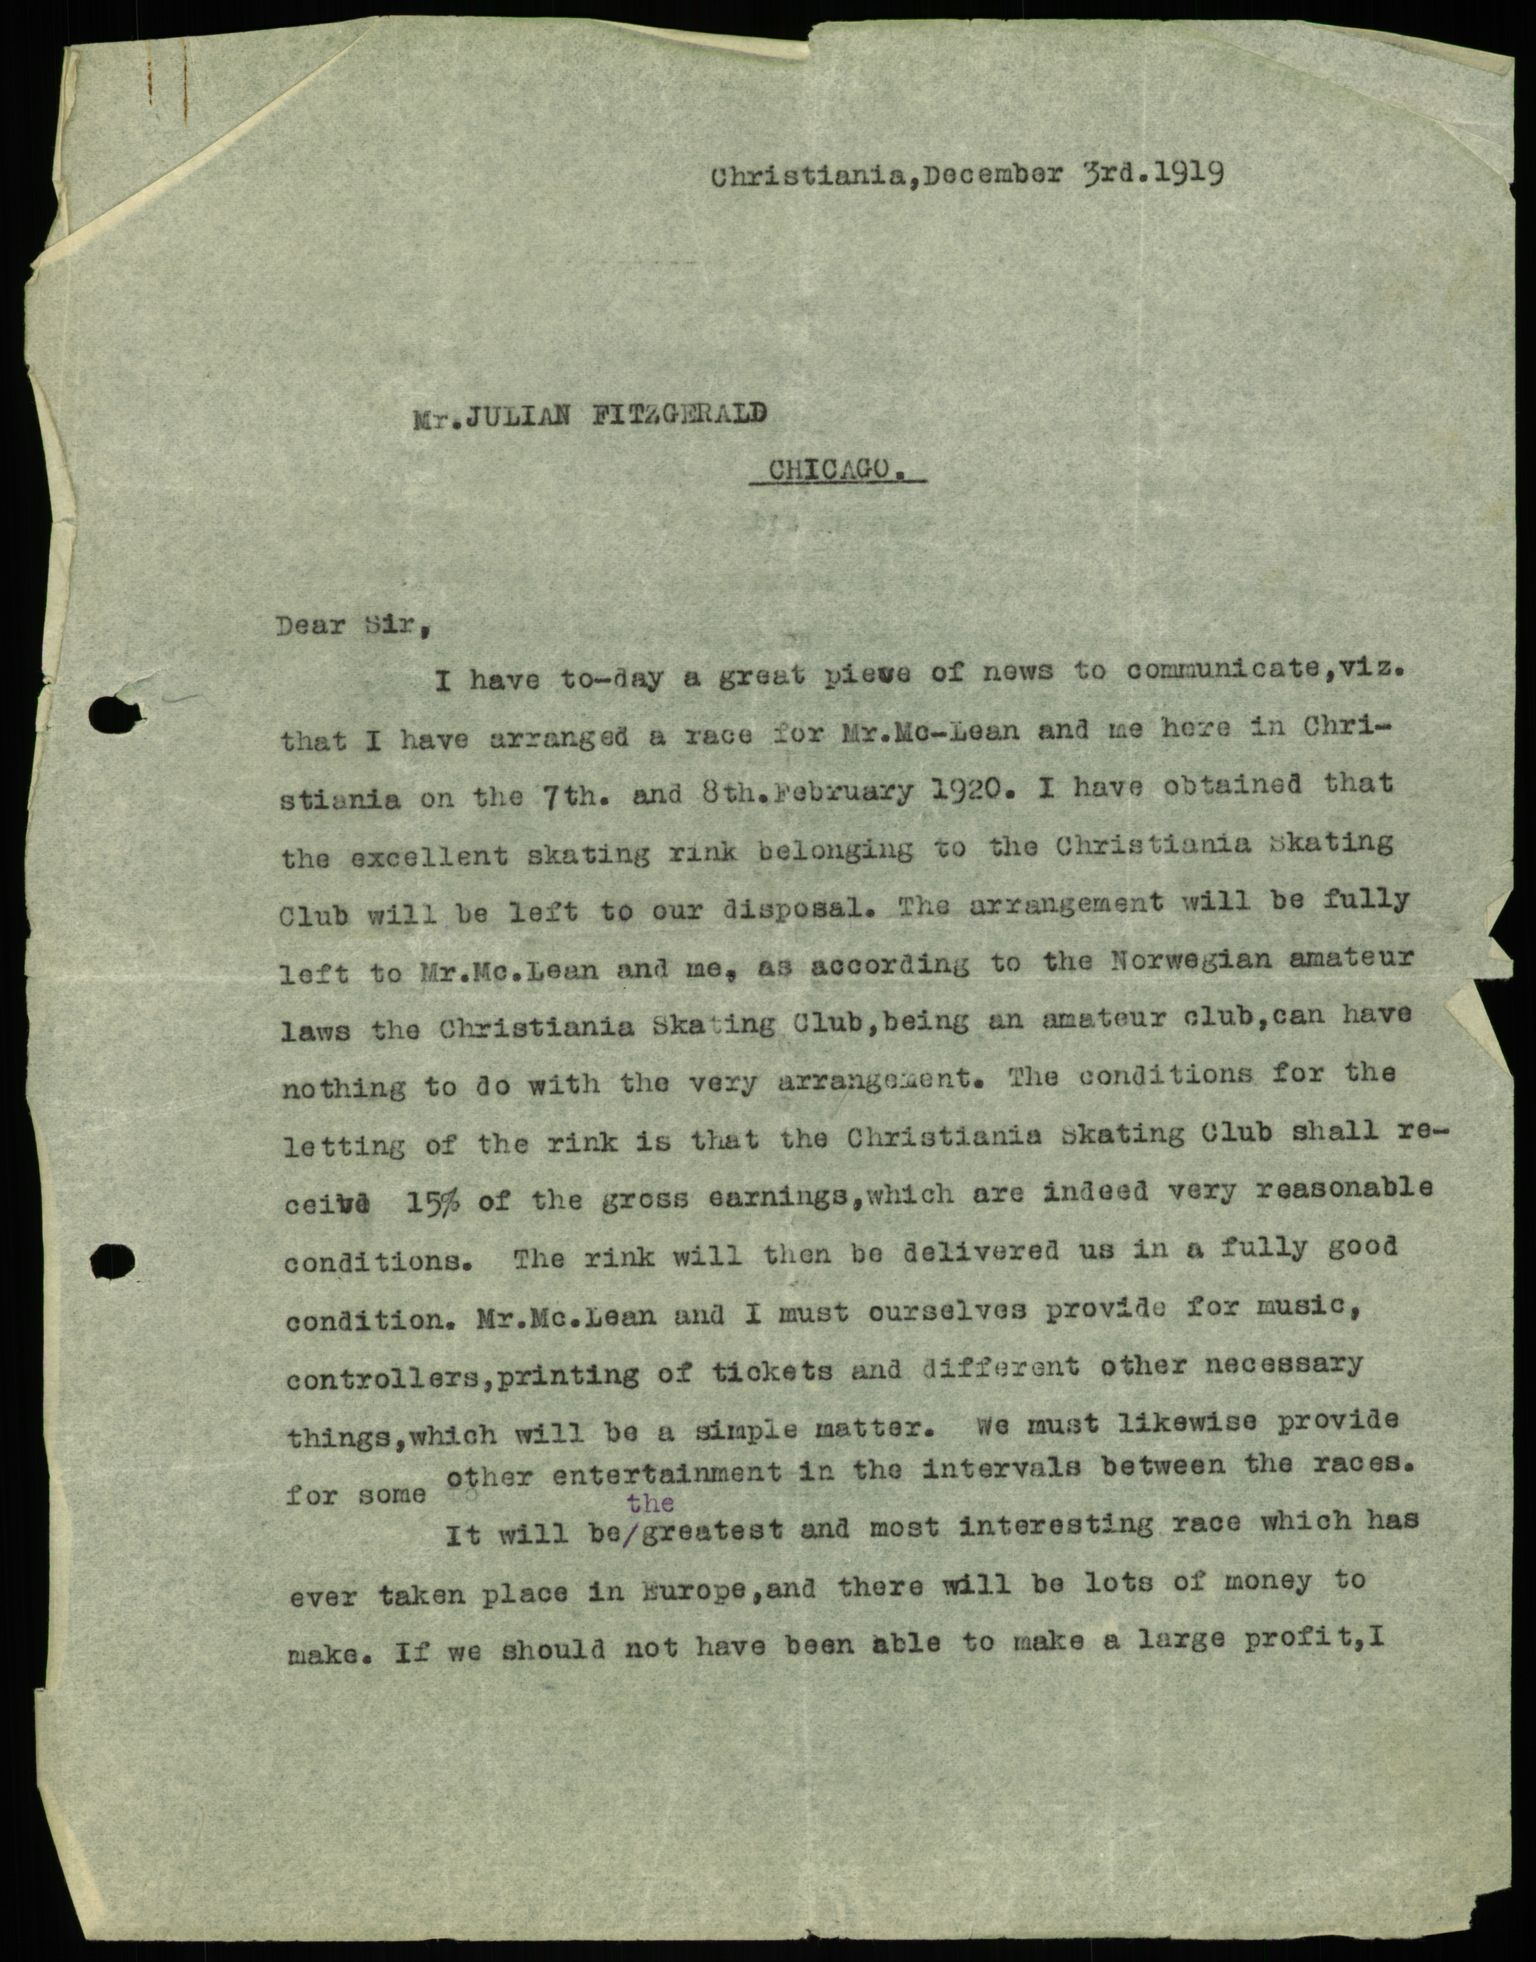 Christiania,December 3rd.1919
Mr.JULIAN FITZGERALD
CHICAGO.
Dear Sir,
I have to-day a great pieve of news to communicate,viz.
that I have arranged a race for Mr.Mc-Lean and me here in Chri-
stiania on the 7th. and 8th.February 1920. I have obtained that
the excellent skating rink belonging to the Christiania Skating
Club will be left to our disposal. The arrangement will be fully
left to Mr.Mc.Lean and me, as according to the Norwegian amateur
laws the Christiania Skating Club,being an amateur club,can have
nothing to do with the very arrangement. The conditions for the
letting of the rink is that the Christiania Skating Club shall re-
ceive 15% of the gross earnings,which are indeed very reasonable
conditions. The rink will then be delivered us in a fully good
condition. Mr.Mc.Lean and I must ourselves provide for music,
controllers,printing of tickets and different other necessary
things,which will be a simple matter. We must likewise provide
for some other entertainment in the intervals between the races.
the
It will be/greatest and most interesting race which has
ever taken place in Europe,and there will be lots of money to
make. If we should not have been able to make a large profit,I